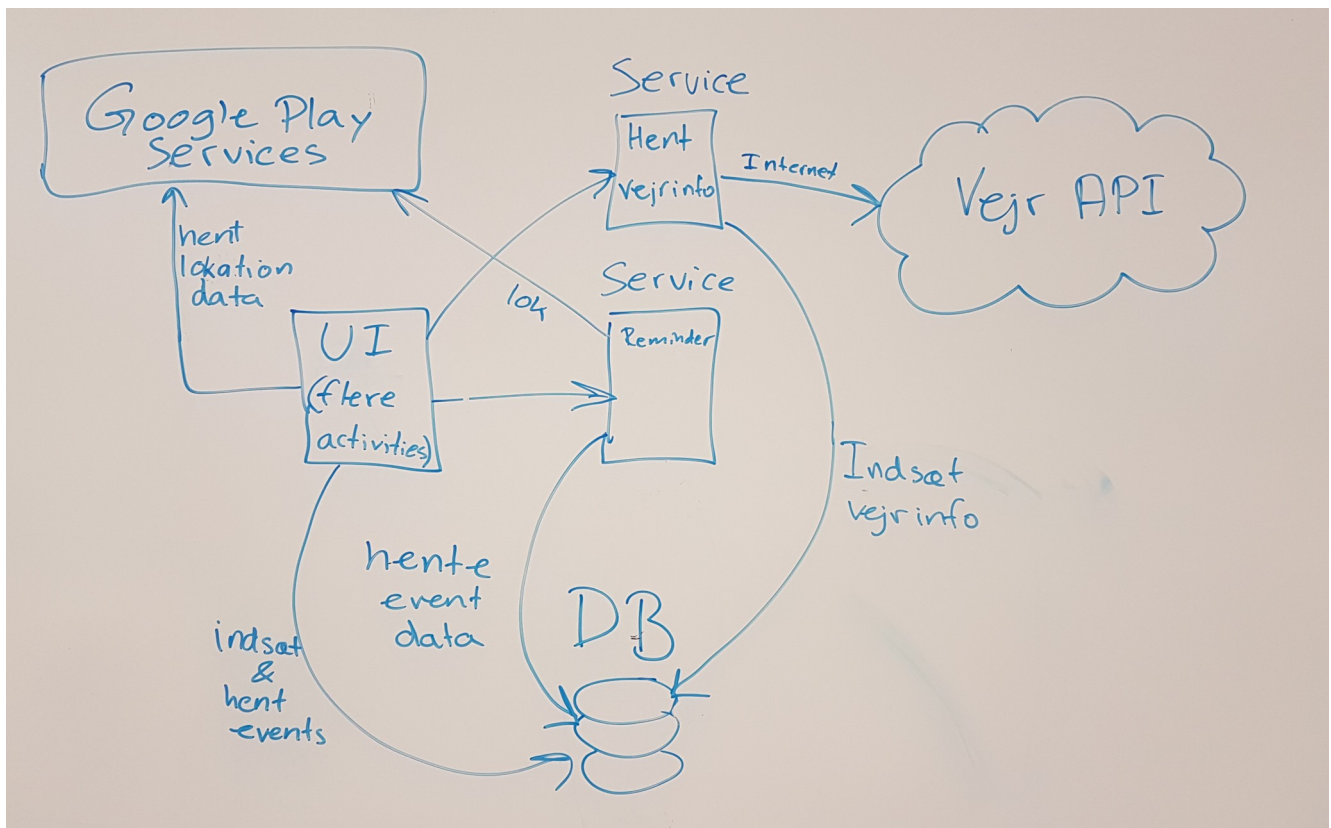 Google Play
Services
Service
Hent
vejrinfo
Internet
Vejr API
hent
lokation
data
Service
Reminder
UI
(flere
activities)
Indsæt
vejrinfo
hente
event
data
DB
indsæt
&
hent
events